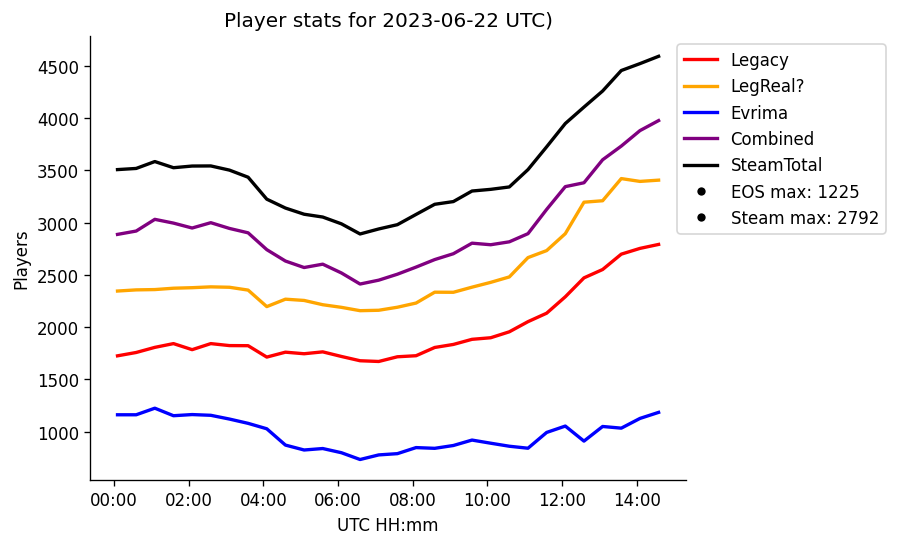 Player stats for 2023-06-22 UTC)
4500
4000
3500
3000
2500
2000
1500
1000
Players
00:00 02:00 04:00 06:00 08:00 10:00 12:00 14:00
UTC HH:mm
Legacy
LegReal?
Evrima
Combined
SteamTotal
EOS max: 1225
Steam max: 2792